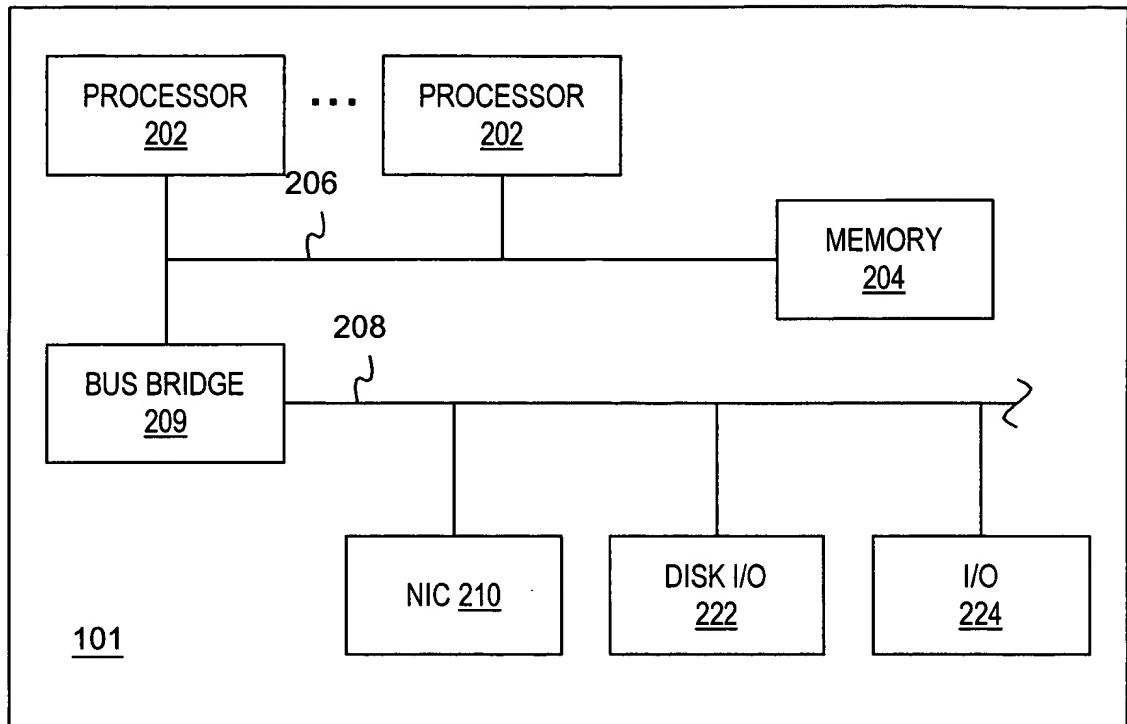 PROCESSOR
202
...
PROCESSOR
202
206
MEMORY
204
208
BUS BRIDGE
209
NIC 210
DISK I/O
222
I/O
224
101